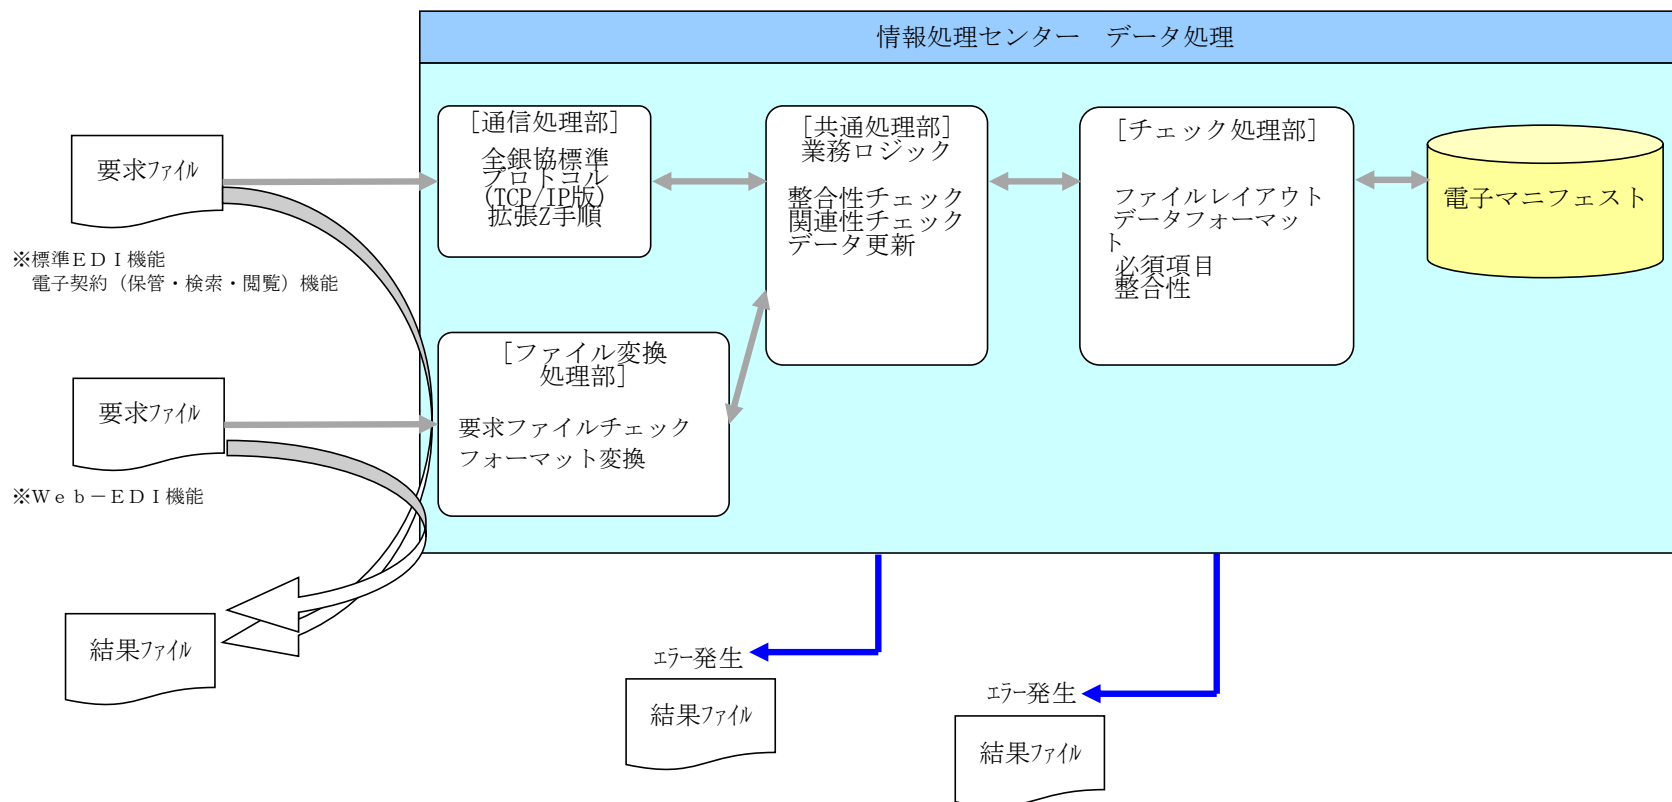 情報処理センター　データ処理
要求ファイル
※標準ＥＤＩ機能
電子契約（保管・検索・閲覧）機能
[通信処理部]
全銀協標準
プロトコル
(TCP/IP版)
拡張Z手順
[共通処理部]
業務ロジック
整合性チェック
関連性チェック
データ更新
[チェック処理部]
ファイルレイアウト
データフォーマッ
ト
必須項目
整合性
電子マニフェスト
要求ファイル
※Ｗｅｂ－ＥＤＩ機能
[ファイル変換
処理部]
要求ファイルチェック
フォーマット変換
結果ファイル
エラー発生
結果ファイル
エラー発生
結果ファイル